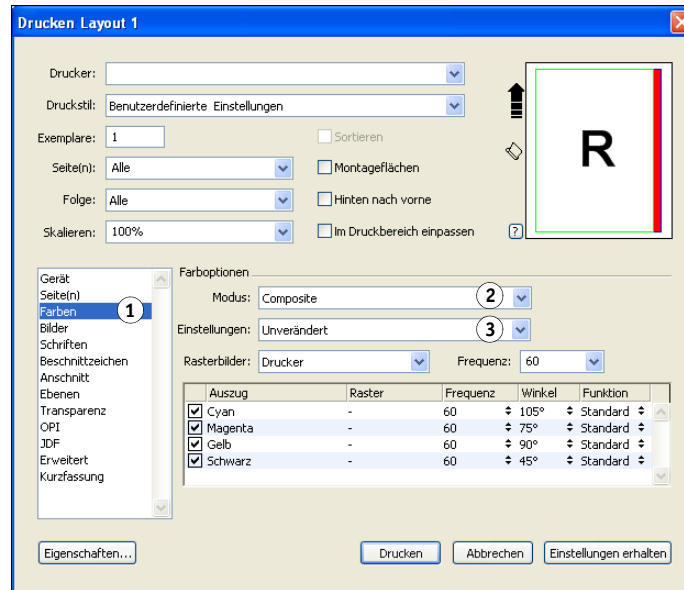 Drucken Layout 1
Drucker:
Druckstil: Benutzerdefinierte Einstellungen
Exemplare: 1 Sortieren
Seite(n): Alle Montageflächen
Folge: Alle Hinten nach vorne
Skalieren: 100% Im Druckbereich einpassen ?
R
Gerät
Seite(n)
Farben 1
Bilder
Schriften
Beschnittzeichen
Anschnitt
Ebenen
Transparenz
OPI
JDF
Erweitert
Kurzfassung
Farboptionen
Modus: Composite 2
Einstellungen: Unverändert 3
Rasterbilder: Drucker Frequenz: 60
Auszug Raster Frequenz Winkel Funktion
Cyan - 60 105° Standard
Magenta - 60 75° Standard
Gelb - 60 90° Standard
Schwarz - 60 45° Standard
Eigenschaften... Drucken Abbrechen Einstellungen erhalten